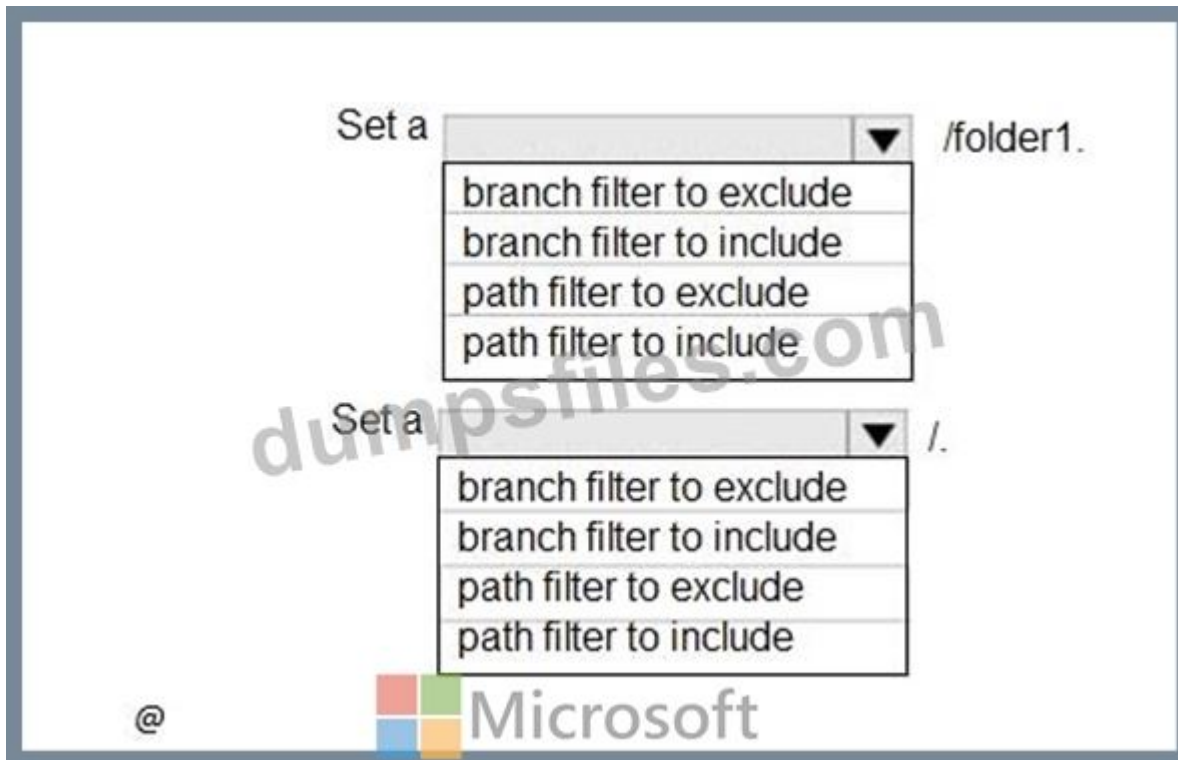 Set a /folder1.
branch filter to exclude
branch filter to include
path filter to exclude
path filter to include
dumpsfiles.com
Set a /.
branch filter to exclude
branch filter to include
path filter to exclude
path filter to include
@ Microsoft